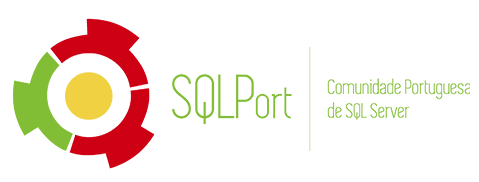 SQLPort
Comunidade Portuguesa
de SQL Server